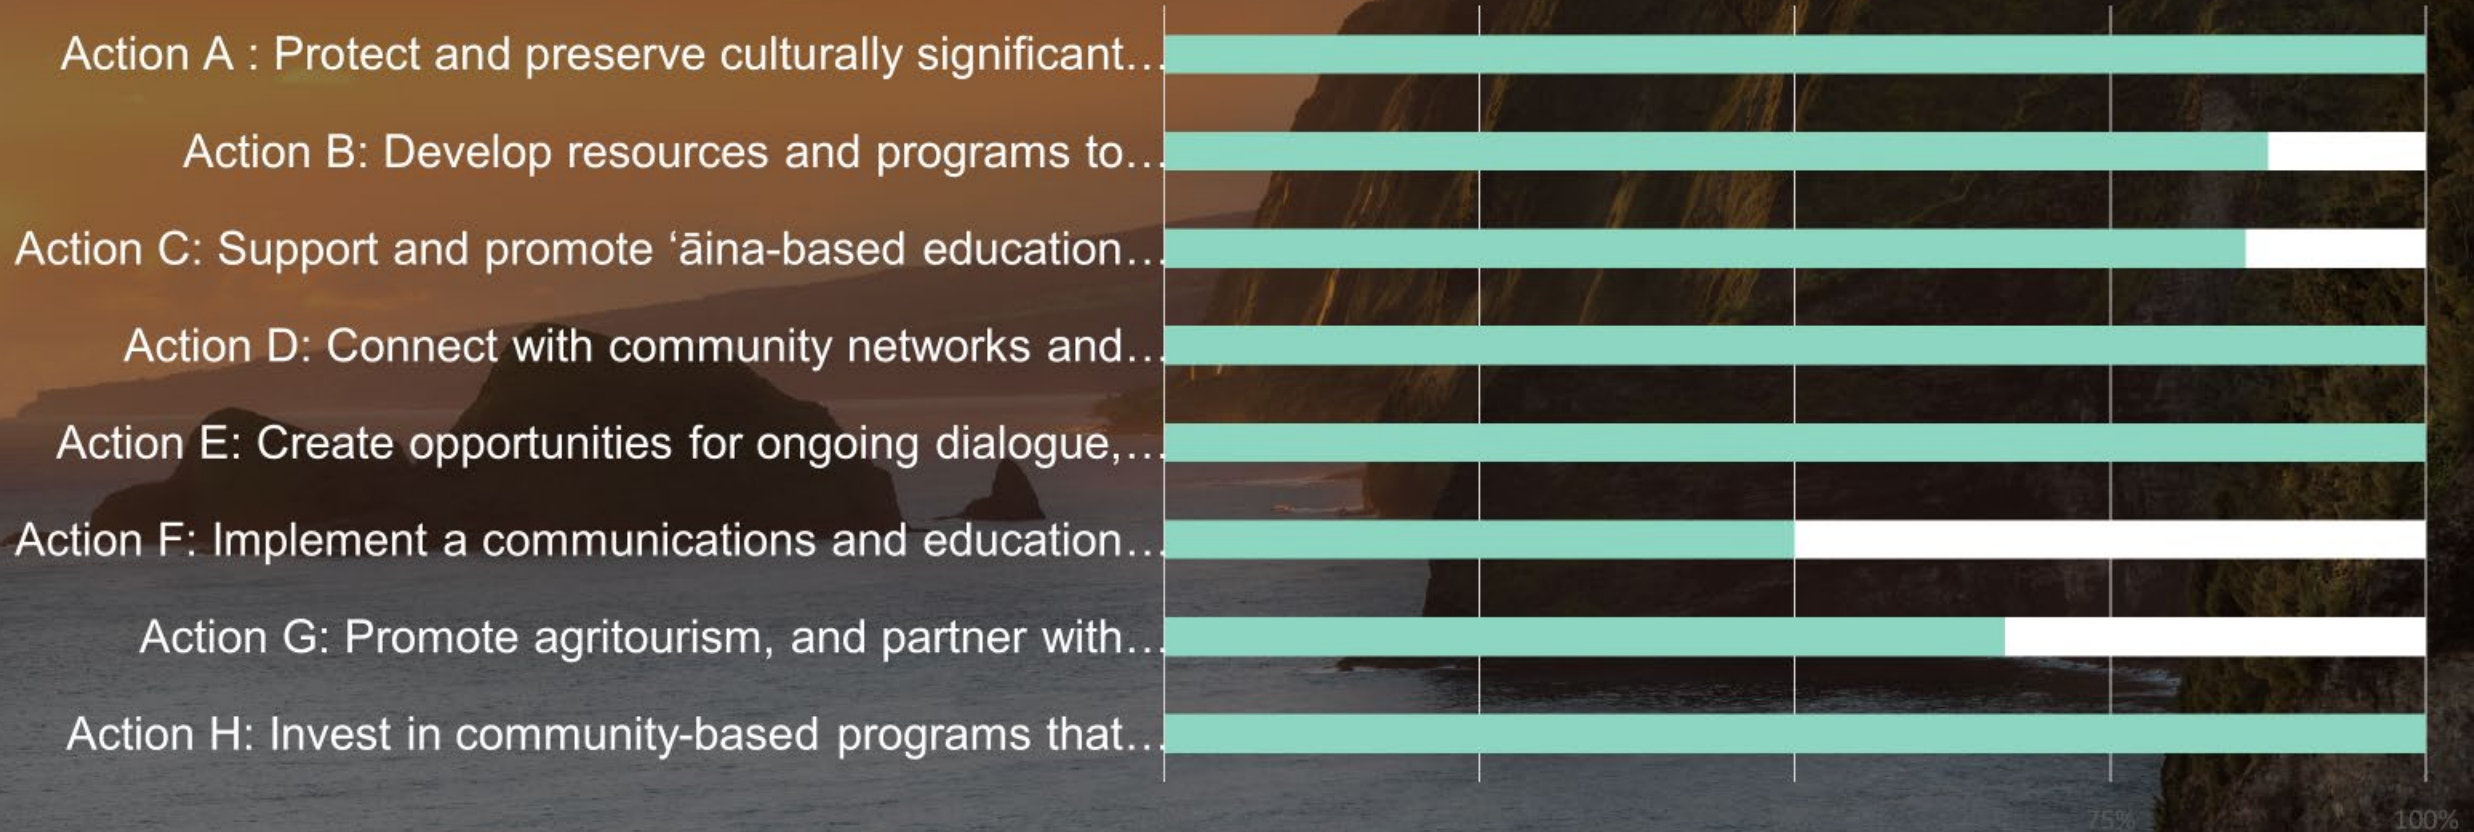 Action A : Protect and preserve culturally significant…
Action B: Develop resources and programs to…
Action C: Support and promote ʻāina-based education…
Action D: Connect with community networks and…
Action E: Create opportunities for ongoing dialogue,…
Action F: Implement a communications and education…
Action G: Promote agritourism, and partner with…
Action H: Invest in community-based programs that…
75% 100%